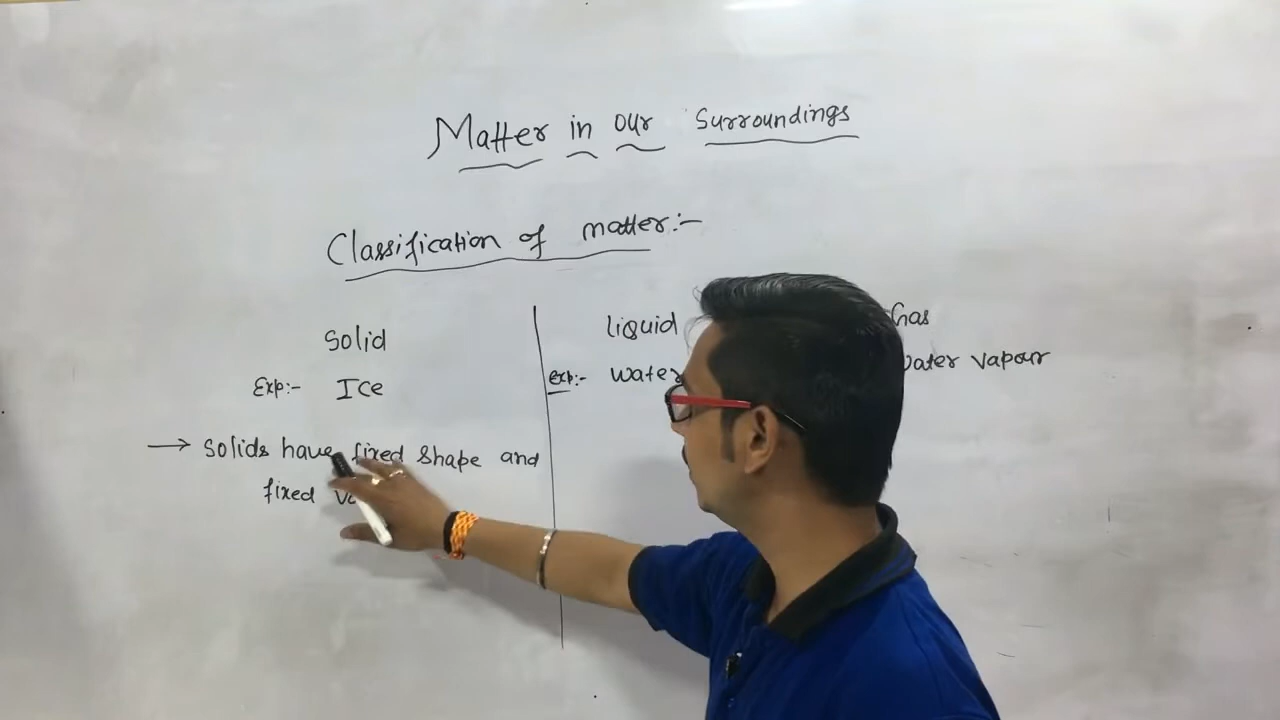 Matter in our Surroundings
Classification of matter:-
Solid
Exp:- Ice
→ Solids have fixed shape and
fixed
liquid
Exp:- Water
Gas
Water vapour